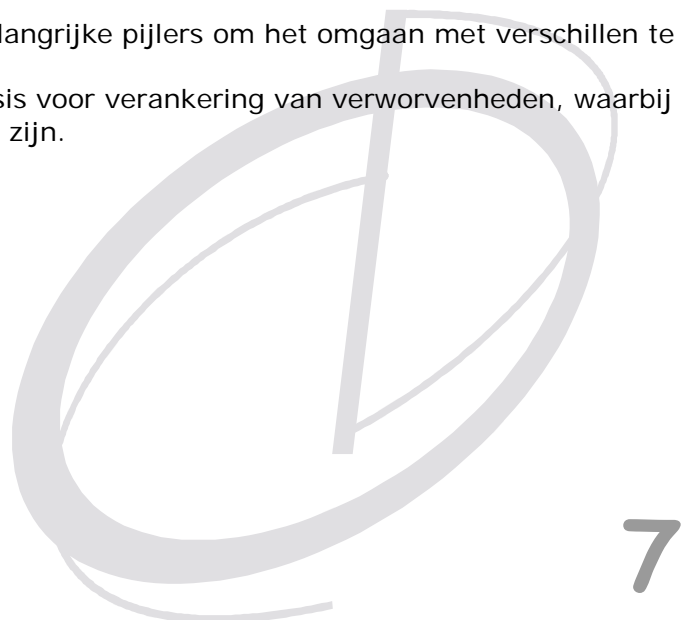 langrijke pijlers om het omgaan met verschillen te
sis voor verankering van verworvenheden, waarbij
zijn.
7